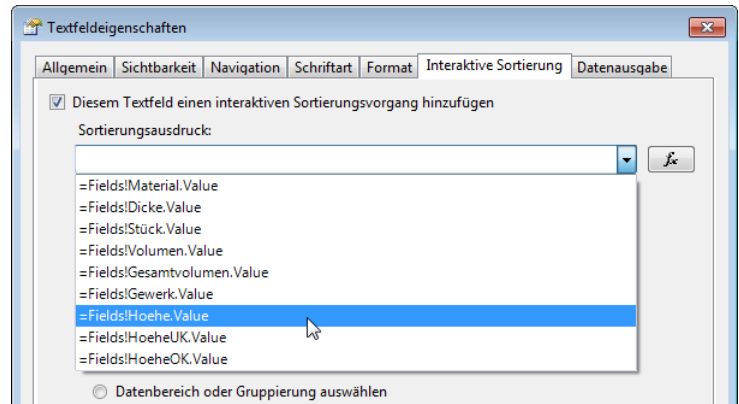 Textfeldeigenschaften
Allgemein Sichtbarkeit Navigation Schriftart Format Interaktive Sortierung Datenausgabe
Diesem Textfeld einen interaktiven Sortierungsvorgang hinzufügen
Sortierungsausdruck:
fx
=Fields!Material.Value
=Fields!Dicke.Value
=Fields!Stück.Value
=Fields!Volumen.Value
=Fields!Gesamtvolumen.Value
=Fields!Gewerk.Value
=Fields!Hoehe.Value
=Fields!HoeheUK.Value
=Fields!HoeheOK.Value
Datenbereich oder Gruppierung auswählen